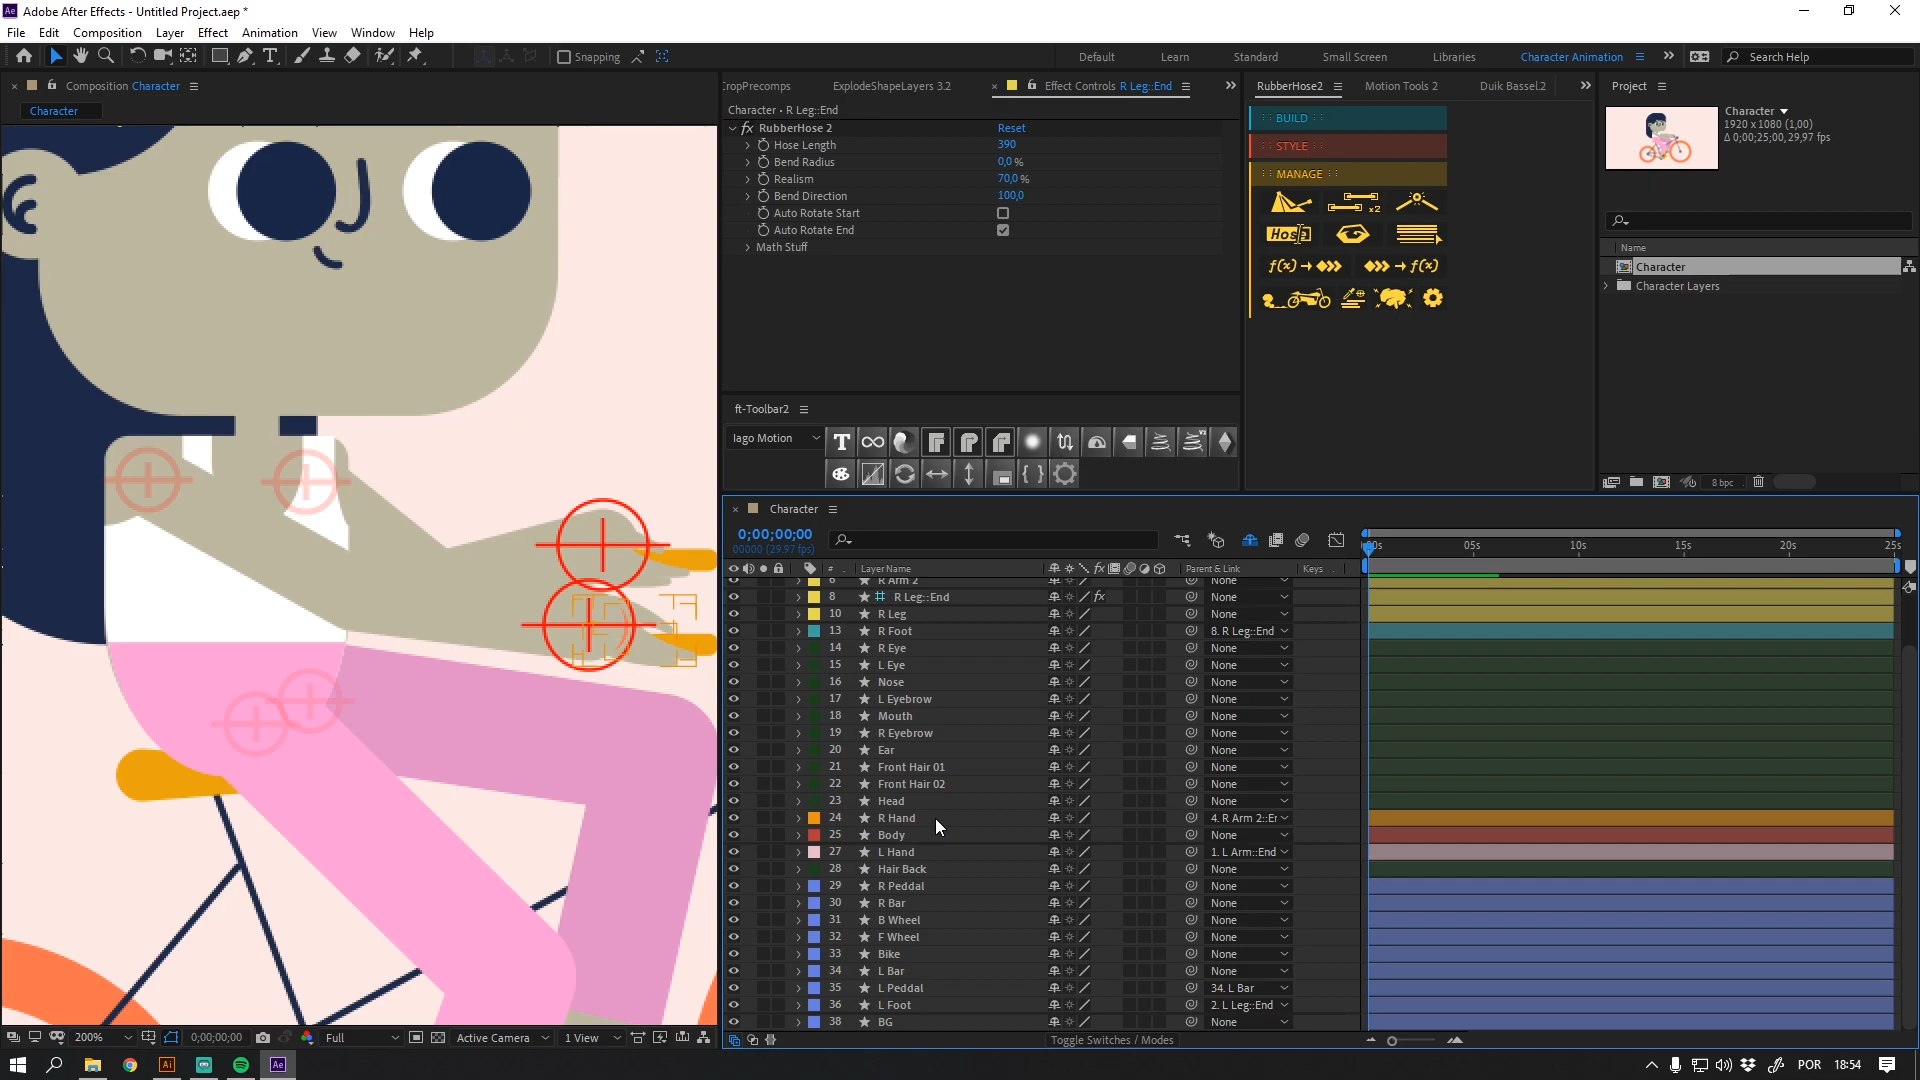 Ae Adobe After Effects - Untitled Project.aep *
File Edit Composition Layer Effect Animation View Window Help
Snapping
Default Learn Standard Small Screen Libraries Character Animation Search Help
Composition Character
Character
CropPrecomps ExplodeShapeLayers 3.2 Effect Controls R Leg::End
Character • R Leg::End
fx RubberHose 2 Reset
Hose Length 390
Bend Radius 0,0 %
Realism 70,0 %
Bend Direction 100,0
Auto Rotate Start
Auto Rotate End
Math Stuff
RubberHose2 Motion Tools 2 Duik Bassel.2
:: BUILD ::
:: STYLE ::
:: MANAGE ::
x2
Hose
f(x)
f(x)
Project
Character
1920 x 1080 (1,00)
Δ 0;00;25;00, 29,97 fps
Name
Character
Character Layers
8 bpc
ft-Toolbar2
Iago Motion
Character
0;00;00;00
00000 (29.97 fps)
:00s 05s 10s 15s 20s 25s
# Layer Name Parent & Link Keys
6 R Arm 2 None
8 R Leg::End fx None
10 R Leg None
13 R Foot 8. R Leg::End
14 R Eye None
15 L Eye None
16 Nose None
17 L Eyebrow None
18 Mouth None
19 R Eyebrow None
20 Ear None
21 Front Hair 01 None
22 Front Hair 02 None
23 Head None
24 R Hand 4. R Arm 2::Er
25 Body None
27 L Hand 1. L Arm::End
28 Hair Back None
29 R Peddal None
30 R Bar None
31 B Wheel None
32 F Wheel None
33 Bike None
34 L Bar None
35 L Peddal 34. L Bar
36 L Foot 2. L Leg::End
38 BG None
200% 0;00;00;00 Full Active Camera 1 View
Toggle Switches / Modes
Ai Ae POR 18:54